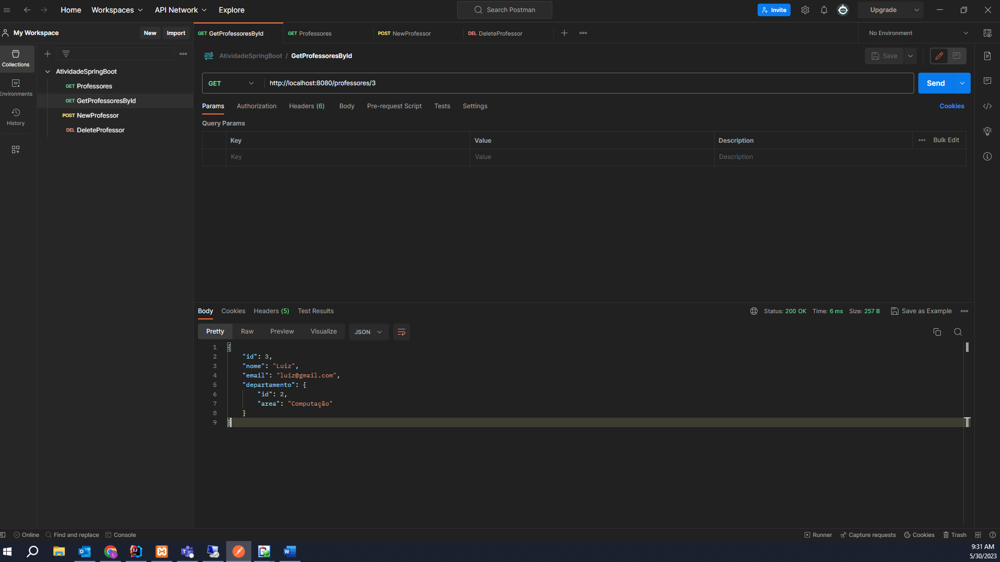 Home Workspaces API Network Explore Search Postman Invite Upgrade
My Workspace New Import GET GetProfessoresById GET Professores POST NewProfessor DEL DeleteProfessor No Environment
Collections
Environments
History
AtividadeSpringBoot
GET Professores
GET GetProfessoresById
POST NewProfessor
DEL DeleteProfessor
HTTP AtividadeSpringBoot / GetProfessoresById Save
GET http://localhost:8080/professores/3 Send
Params Authorization Headers (6) Body Pre-request Script Tests Settings Cookies
Query Params
Key Value Description Bulk Edit
Key Value Description
Body Cookies Headers (5) Test Results Status: 200 OK Time: 6 ms Size: 257 B Save as Example
Pretty Raw Preview Visualize JSON
1 {
2 "id": 3,
3 "nome": "Luiz",
4 "email": "luiz@gmail.com",
5 "departamento": {
6 "id": 2,
7 "area": "Computação"
8 }
9 }
Online Find and replace Console Runner Capture requests Cookies Trash
9:31 AM
5/30/2023